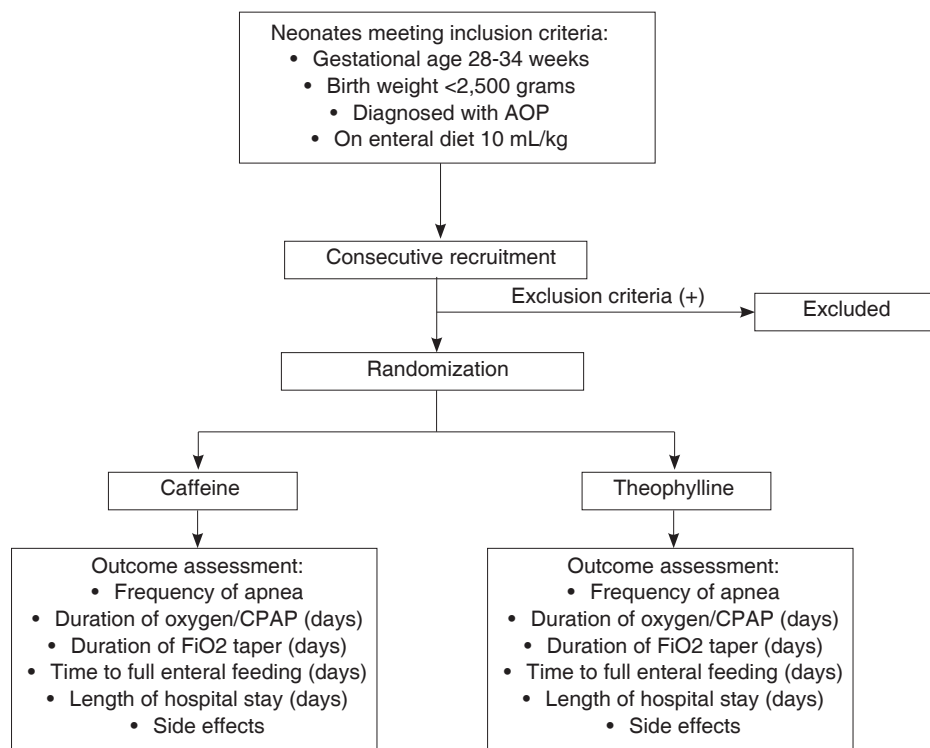 Neonates meeting inclusion criteria:
• Gestational age 28-34 weeks
• Birth weight <2,500 grams
• Diagnosed with AOP
• On enteral diet 10 mL/kg
Consecutive recruitment
Exclusion criteria (+)
Excluded
Randomization
Caffeine
Theophylline
Outcome assessment:
• Frequency of apnea
• Duration of oxygen/CPAP (days)
• Duration of FiO2 taper (days)
• Time to full enteral feeding (days)
• Length of hospital stay (days)
• Side effects
Outcome assessment:
• Frequency of apnea
• Duration of oxygen/CPAP (days)
• Duration of FiO2 taper (days)
• Time to full enteral feeding (days)
• Length of hospital stay (days)
• Side effects